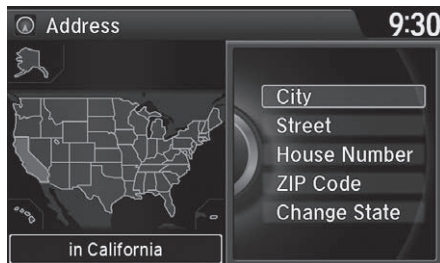 Address
9:30
City
Street
House Number
ZIP Code
Change State
in California